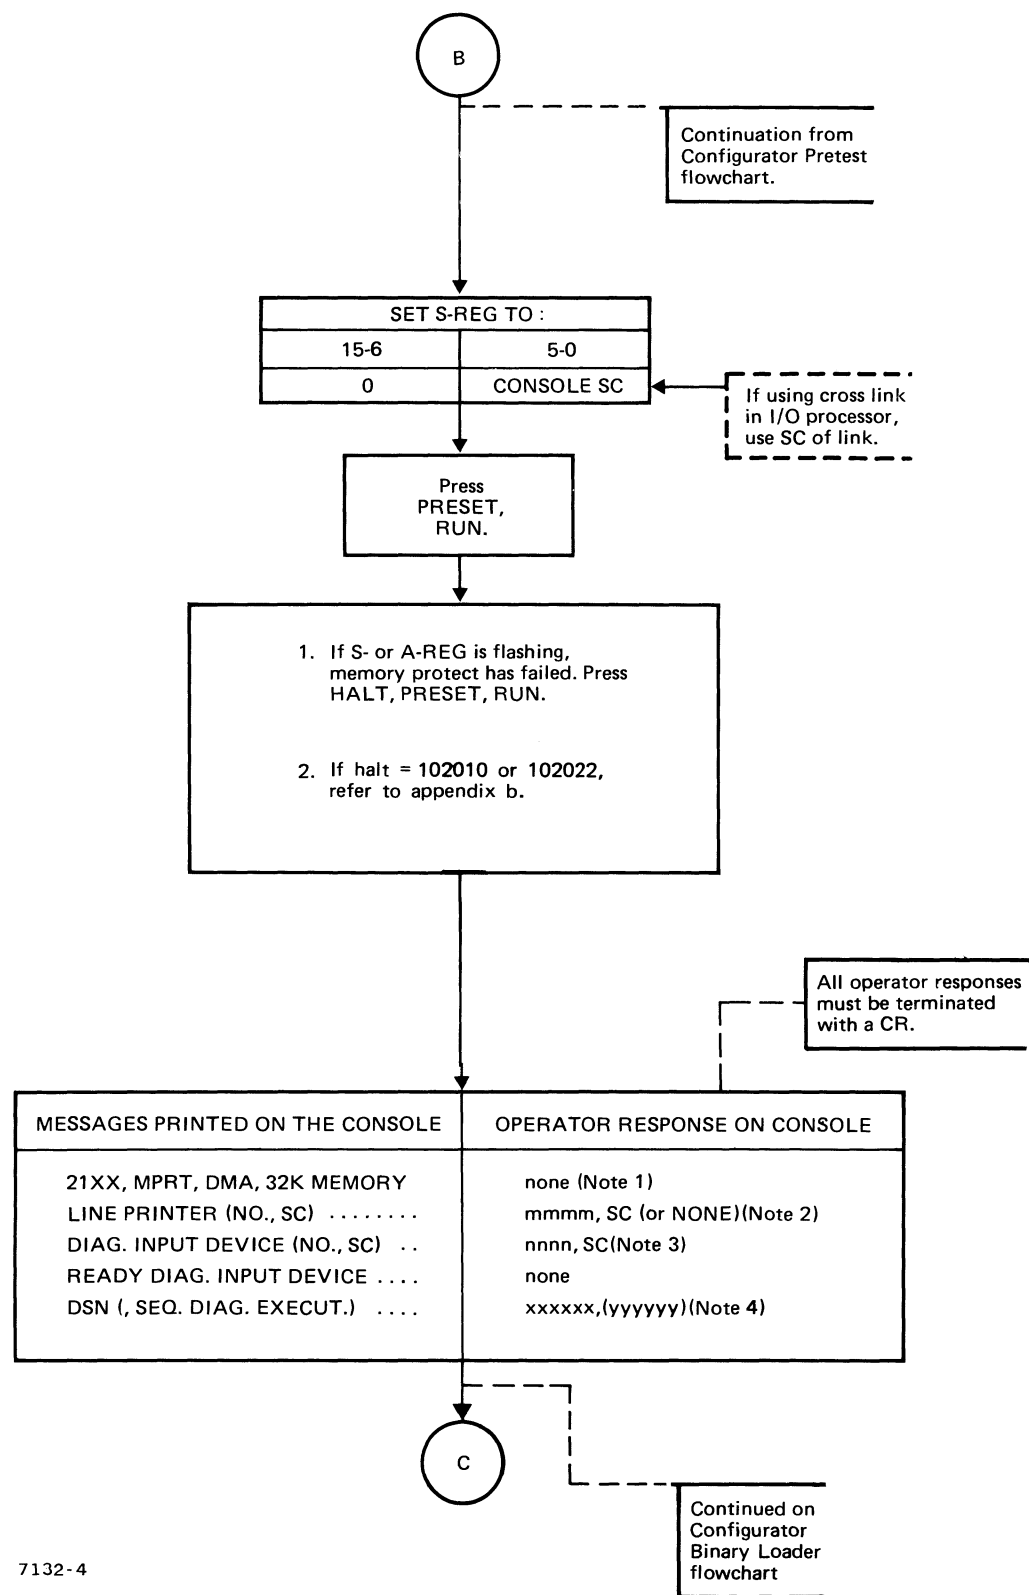 B
Continuation from
Configurator Pretest
flowchart.
SET S-REG TO :
15-6 5-0
0 CONSOLE SC
If using cross link
in I/O processor,
use SC of link.
Press
PRESET,
RUN.
1. If S- or A-REG is flashing,
memory protect has failed. Press
HALT, PRESET, RUN.
2. If halt = 102010 or 102022,
refer to appendix b.
All operator responses
must be terminated
with a CR.
MESSAGES PRINTED ON THE CONSOLE OPERATOR RESPONSE ON CONSOLE
21XX, MPRT, DMA, 32K MEMORY none (Note 1)
LINE PRINTER (NO., SC) ........ mmmm, SC (or NONE)(Note 2)
DIAG. INPUT DEVICE (NO., SC) .. nnnn, SC(Note 3)
READY DIAG. INPUT DEVICE .... none
DSN (, SEQ. DIAG. EXECUT.) .... xxxxxx,(yyyyyy)(Note 4)
C
Continued on
Configurator
Binary Loader
flowchart
7132-4